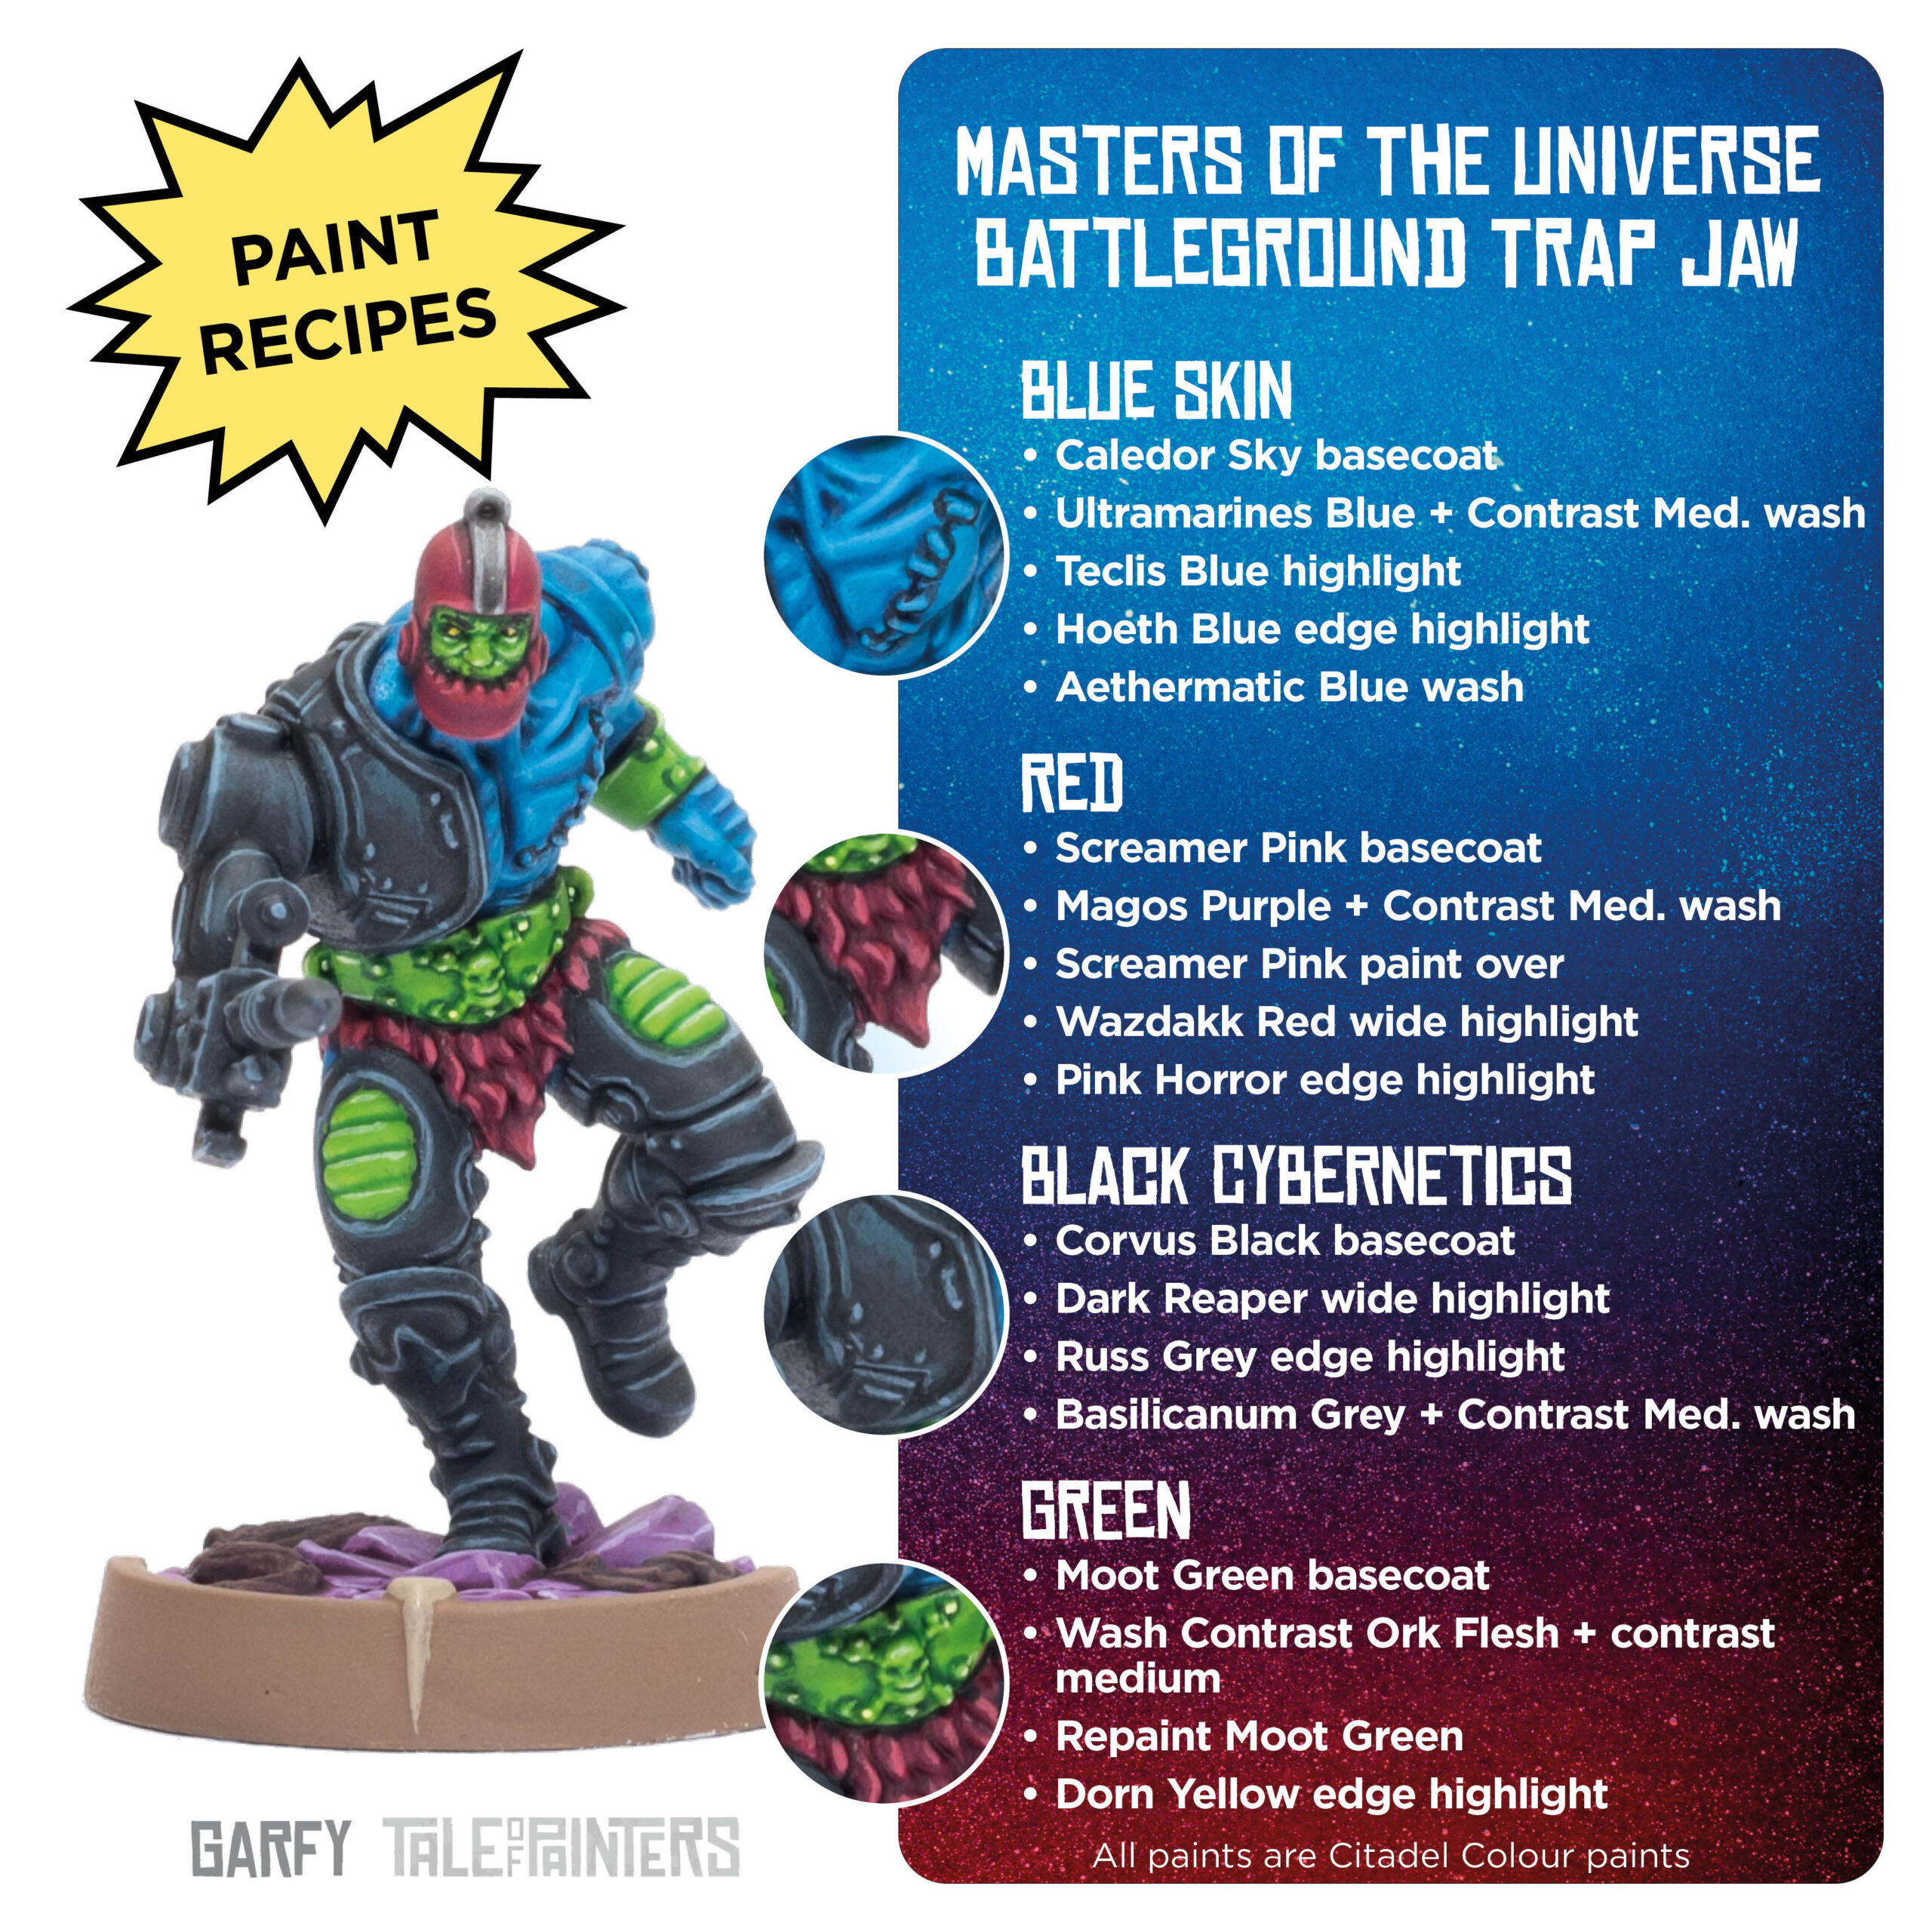 PAINT
RECIPES
MASTERS OF THE UNIVERSE
BATTLEGROUND TRAP JAW
BLUE SKIN
• Caledor Sky basecoat
• Ultramarines Blue + Contrast Med. wash
• Teclis Blue highlight
• Hoeth Blue edge highlight
• Aethermatic Blue wash
RED
• Screamer Pink basecoat
• Magos Purple + Contrast Med. wash
• Screamer Pink paint over
• Wazdakk Red wide highlight
• Pink Horror edge highlight
BLACK CYBERNETICS
• Corvus Black basecoat
• Dark Reaper wide highlight
• Russ Grey edge highlight
• Basilicanum Grey + Contrast Med. wash
GREEN
• Moot Green basecoat
• Wash Contrast Ork Flesh + contrast
medium
• Repaint Moot Green
• Dorn Yellow edge highlight
All paints are Citadel Colour paints
GARFY TALE OF PAINTERS